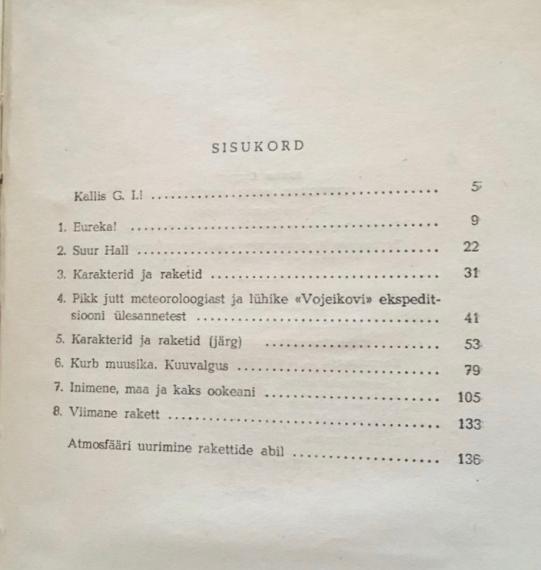 SISUKORD
Kallis G. I.! ........................................ 5
1. Eureka! ........................................ 9
2. Suur Hall ........................................ 22
3. Karakterid ja raketid .............................. 31
4. Pikk jutt meteoroloogiast ja lühike «Vojeikovi» ekspedit-
siooni ülesannetest .............................. 41
5. Karakterid ja raketid (järg) ...................... 53
6. Kurb muusika. Kuuvalgus ......................... 79
7. Inimene, maa ja kaks ookeani ..................... 105
8. Viimane rakett ................................... 133
Atmosfääri uurimine rakettide abil .................. 136